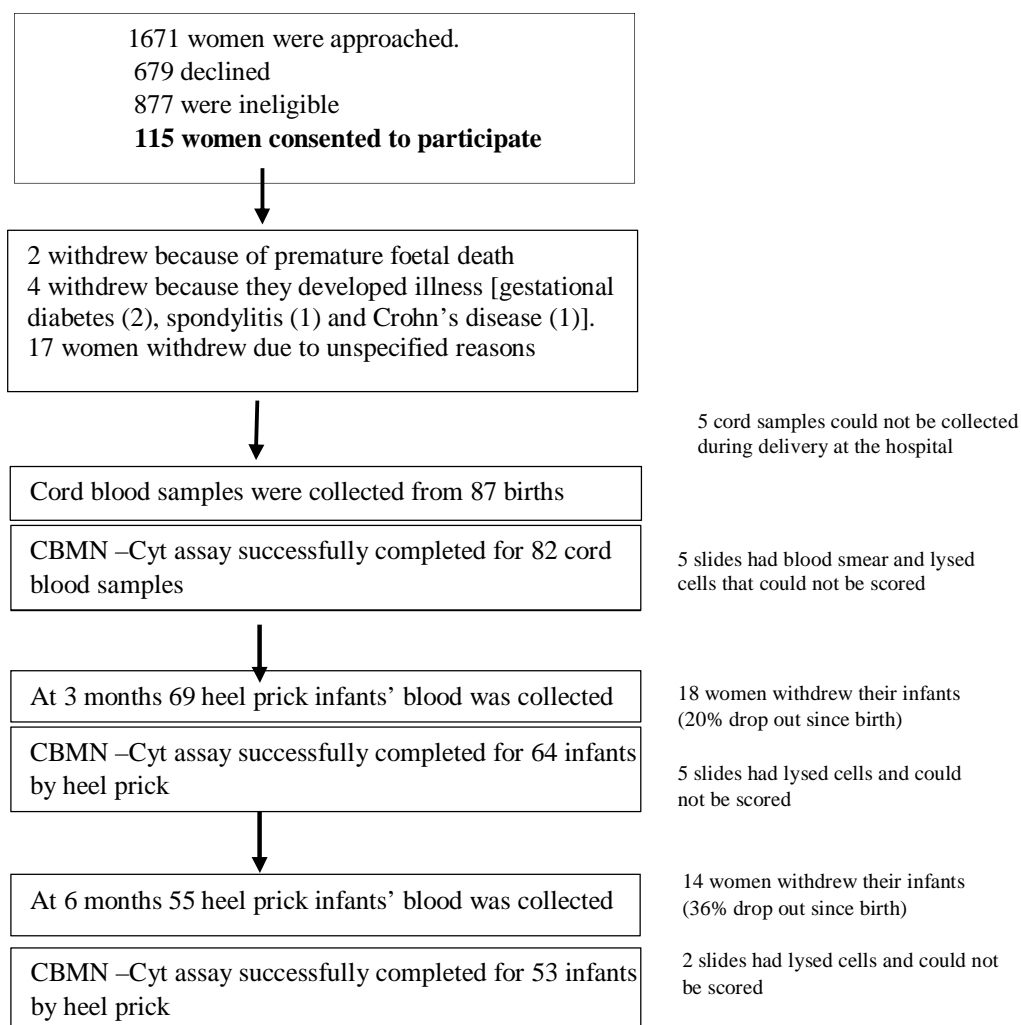 1671 women were approached.
679 declined
877 were ineligible
115 women consented to participate
2 withdrew because of premature foetal death
4 withdrew because they developed illness [gestational
diabetes (2), spondylitis (1) and Crohn’s disease (1)].
17 women withdrew due to unspecified reasons
5 cord samples could not be collected
during delivery at the hospital
Cord blood samples were collected from 87 births
CBMN –Cyt assay successfully completed for 82 cord
blood samples
5 slides had blood smear and lysed
cells that could not be scored
At 3 months 69 heel prick infants’ blood was collected
18 women withdrew their infants
(20% drop out since birth)
CBMN –Cyt assay successfully completed for 64 infants
by heel prick
5 slides had lysed cells and could
not be scored
At 6 months 55 heel prick infants’ blood was collected
14 women withdrew their infants
(36% drop out since birth)
CBMN –Cyt assay successfully completed for 53 infants
by heel prick
2 slides had lysed cells and could not
be scored